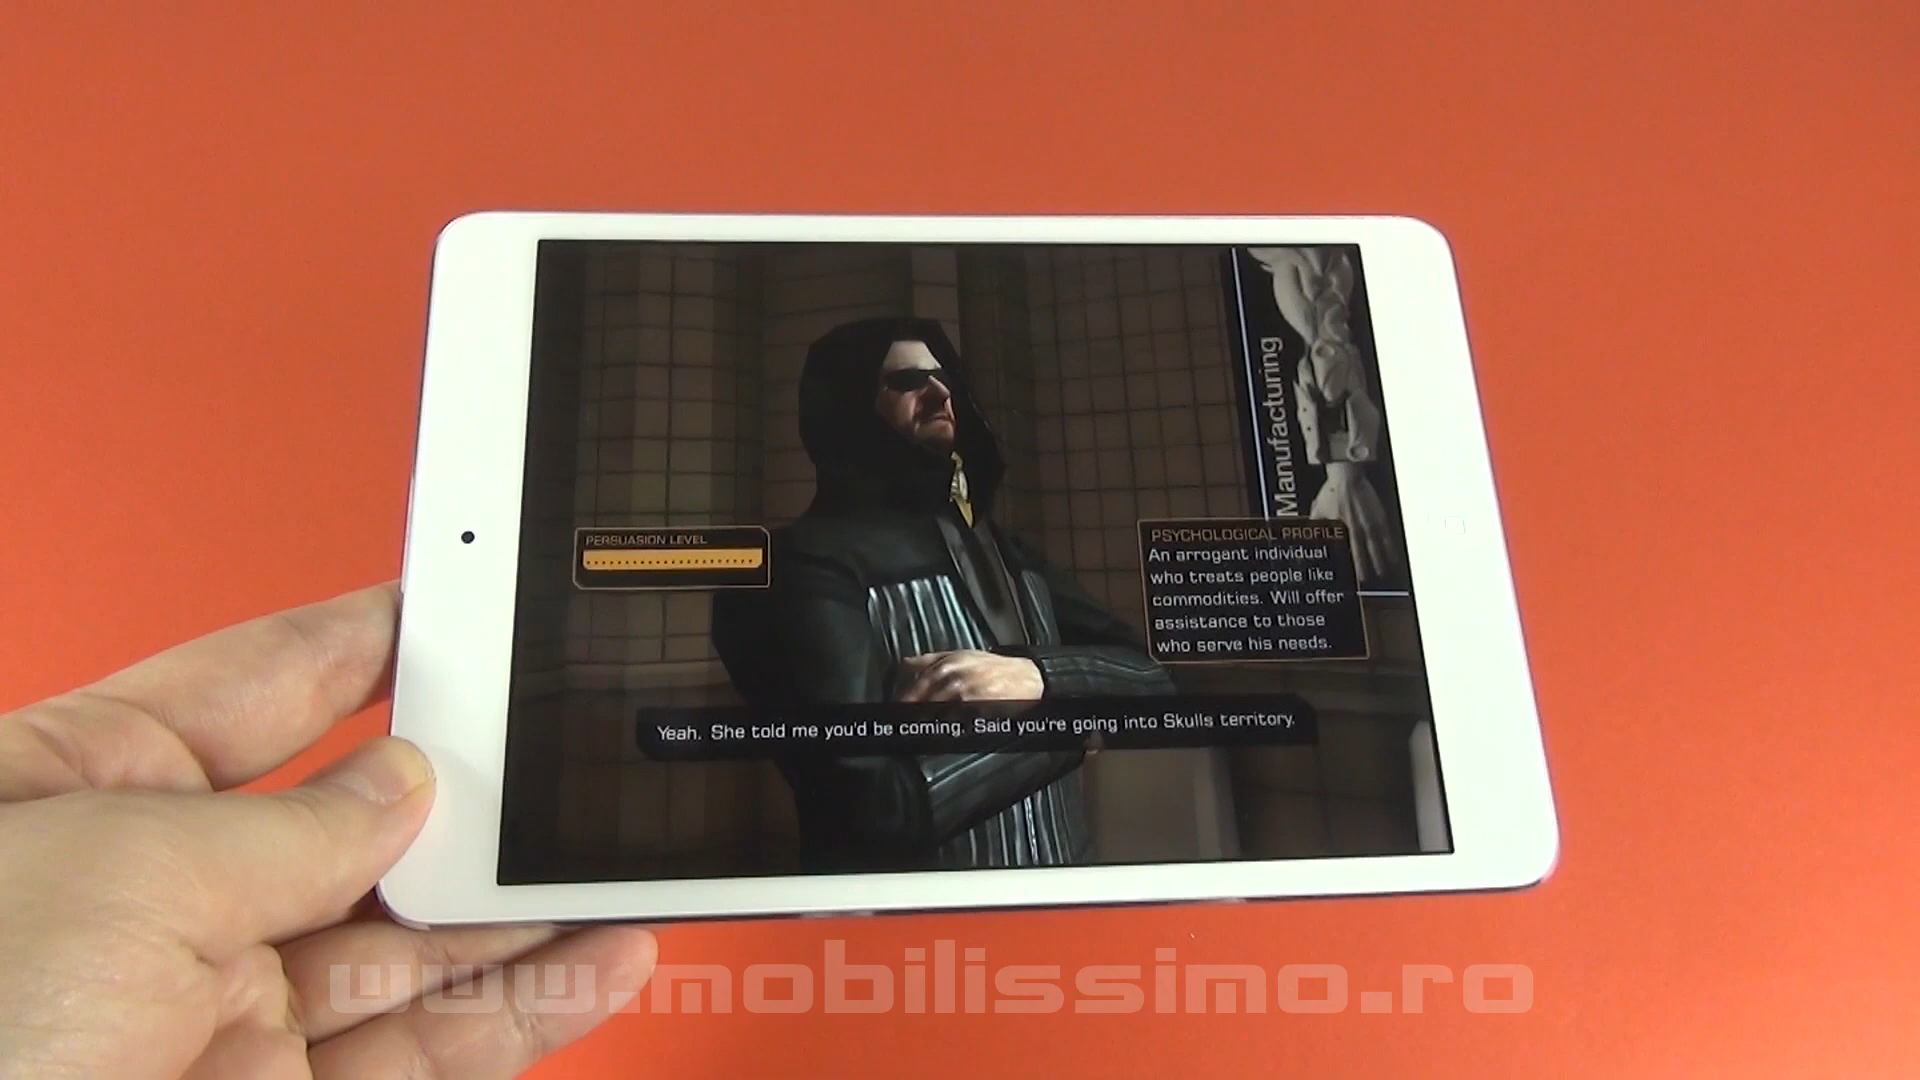 Manufacturing
PERSUASION LEVEL
PSYCHOLOGICAL PROFILE
An arrogant individual
who treats people like
commodities. Will offer
assistance to those
who serve his needs.
Yeah. She told me you'd be coming. Said you're going into Skulls territory.
www.mobilissimo.ro